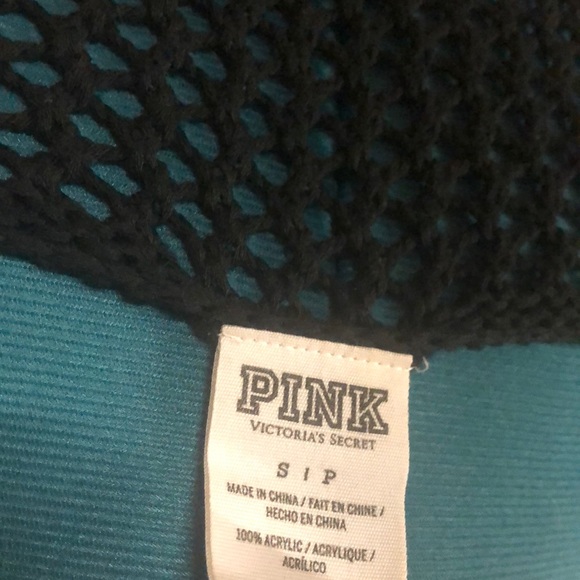 PINK
VICTORIA'S SECRET
S | P
MADE IN CHINA / FAIT EN CHINE /
HECHO EN CHINA
100% ACRYLIC / ACRYLIQUE /
ACRÍLICO